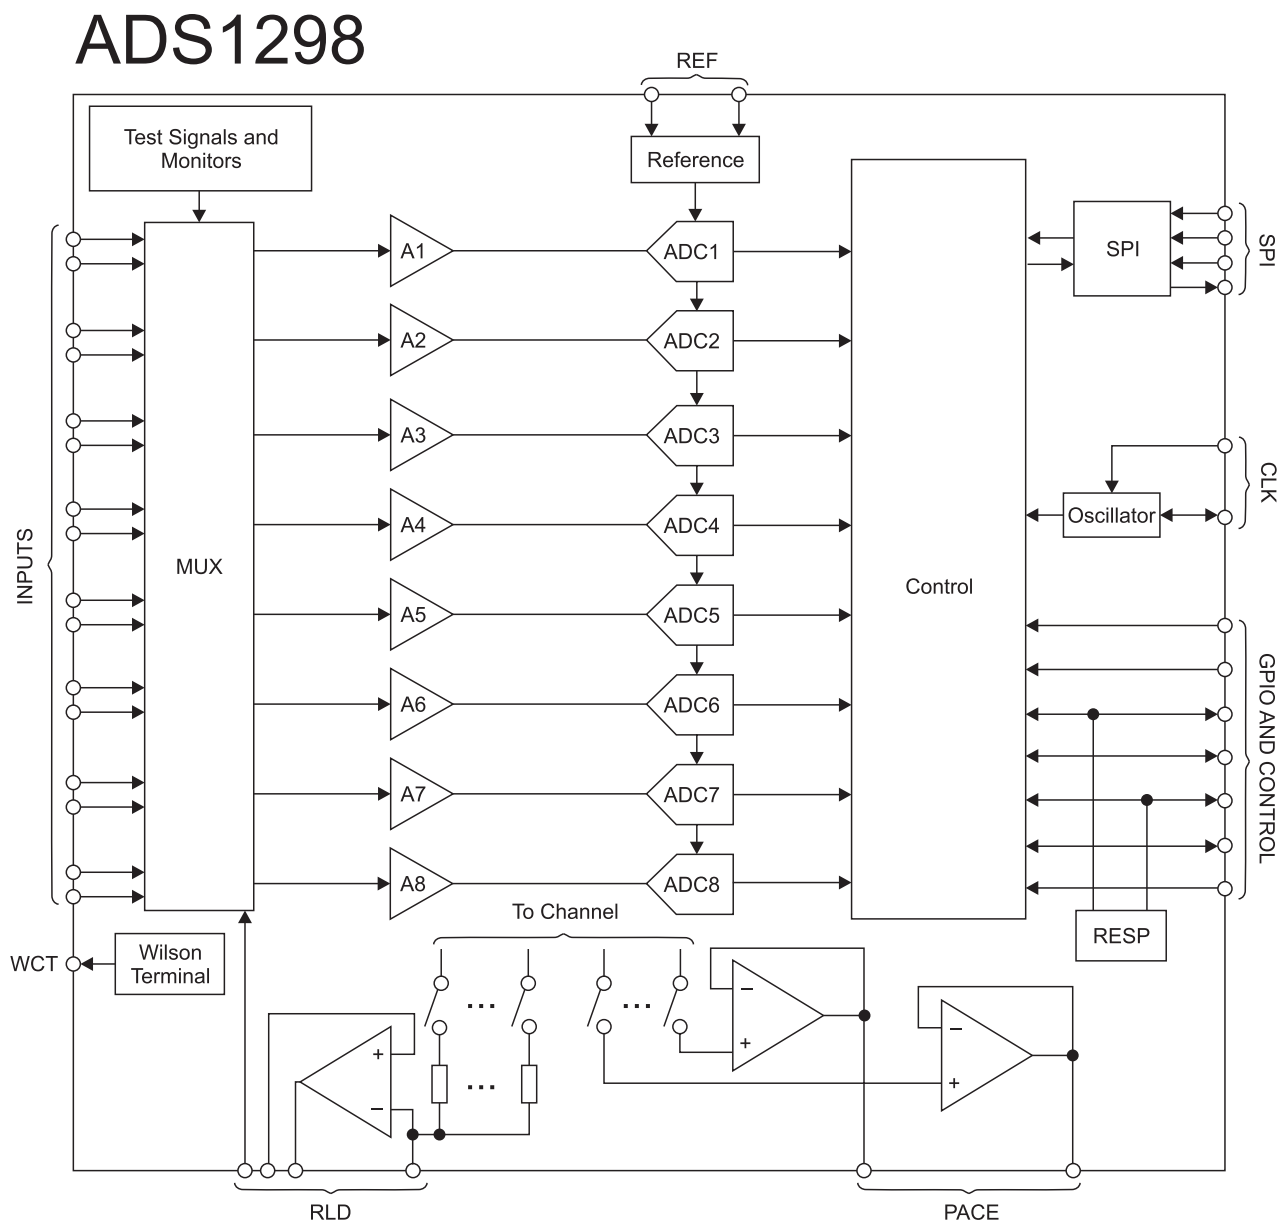 ADS1298
REF
Test Signals and
Monitors
Reference
A1
ADC1
SPI
SPI
A2
ADC2
A3
ADC3
CLK
A4
ADC4
Oscillator
INPUTS
MUX
Control
A5
ADC5
A6
ADC6
GPIO AND CONTROL
A7
ADC7
A8
ADC8
To Channel
RESP
WCT
Wilson
Terminal
...
...
−
+
−
+
+
−
...
RLD
PACE